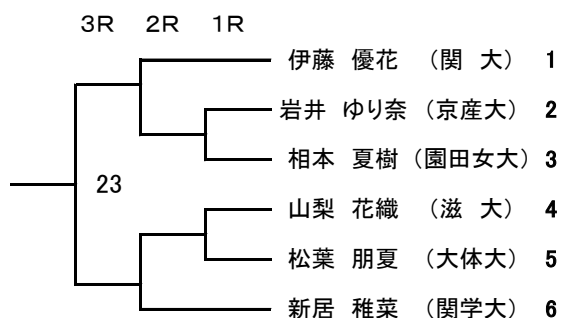 3R 2R 1R
伊藤 優花 （関 大） 1
岩井 ゆり奈 （京産大） 2
相本 夏樹 （園田女大） 3
23
山梨 花織 （滋 大） 4
松葉 朋夏 （大体大） 5
新居 稚菜 （関学大） 6